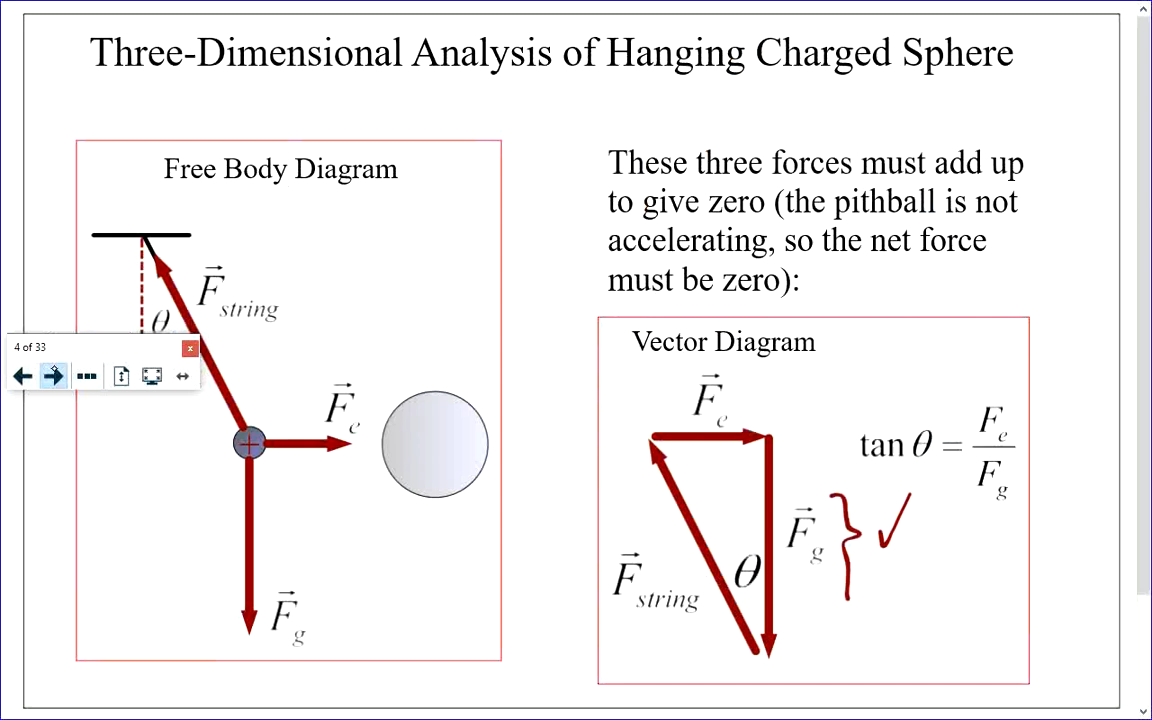 Three-Dimensional Analysis of Hanging Charged Sphere
Free Body Diagram
F⃗string
θ
4 of 33
x
F⃗e
+
F⃗g
These three forces must add up
to give zero (the pithball is not
accelerating, so the net force
must be zero):
Vector Diagram
F⃗e
tan θ = Fe/Fg
F⃗g } ✓
θ
F⃗string